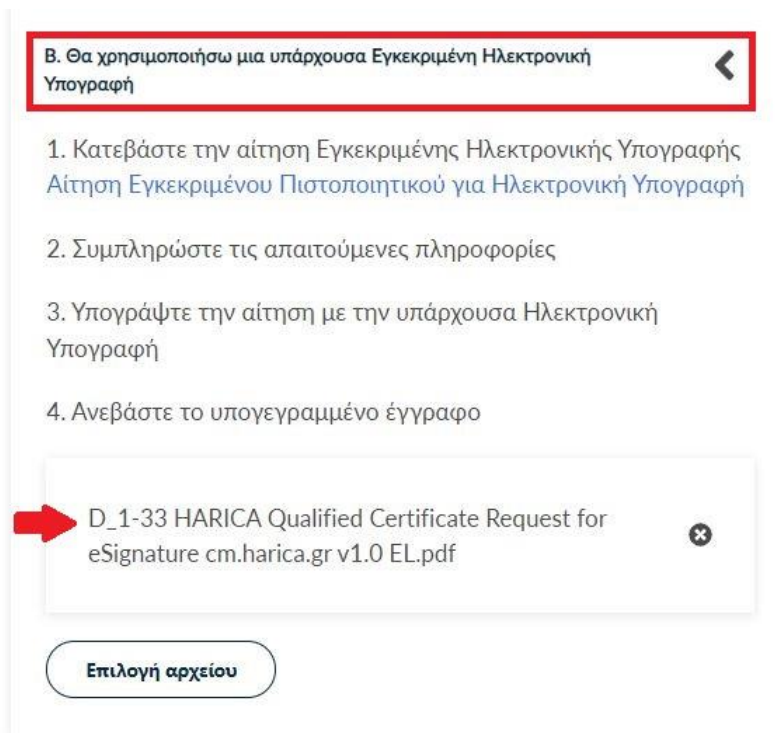 Β. Θα χρησιμοποιήσω μια υπάρχουσα Εγκεκριμένη Ηλεκτρονική
Υπογραφή
1. Κατεβάστε την αίτηση Εγκεκριμένης Ηλεκτρονικής Υπογραφής
Αίτηση Εγκεκριμένου Πιστοποιητικού για Ηλεκτρονική Υπογραφή
2. Συμπληρώστε τις απαιτούμενες πληροφορίες
3. Υπογράψτε την αίτηση με την υπάρχουσα Ηλεκτρονική
Υπογραφή
4. Ανεβάστε το υπογεγραμμένο έγγραφο
D_1-33 HARICA Qualified Certificate Request for
eSignature cm.harica.gr v1.0 EL.pdf
Επιλογή αρχείου